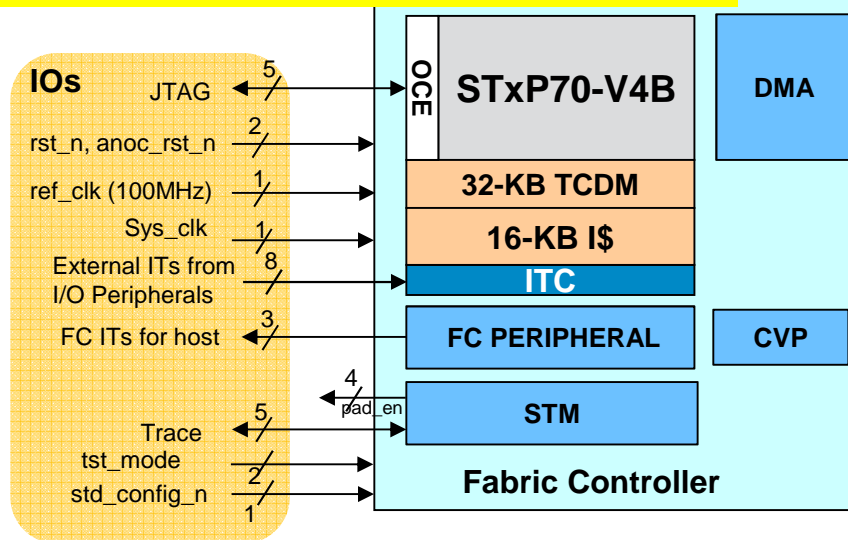 IOs
JTAG
5
rst_n, anoc_rst_n
2
ref_clk (100MHz)
1
Sys_clk
1
External ITs from
I/O Peripherals
8
FC ITs for host
3
4
pad_en
Trace
5
tst_mode
2
std_config_n
1
OCE
STxP70-V4B
DMA
32-KB TCDM
16-KB I$
ITC
FC PERIPHERAL
CVP
STM
Fabric Controller